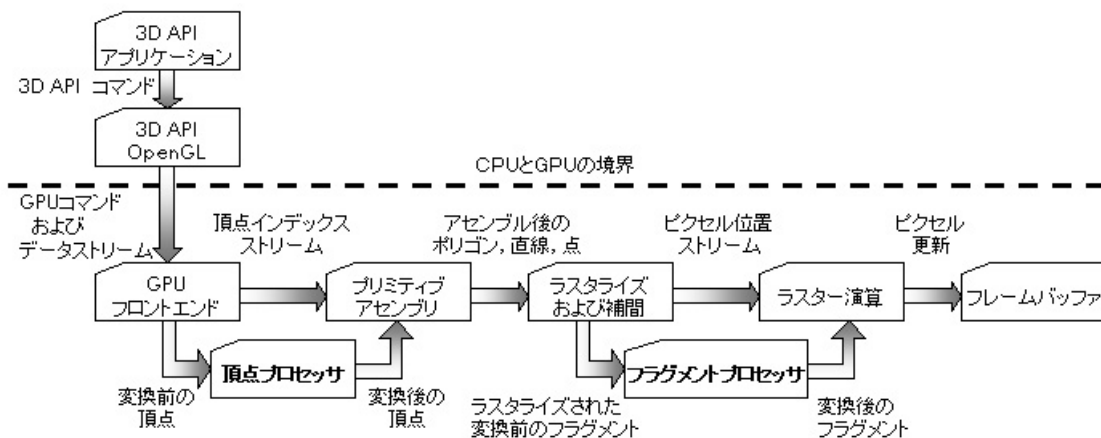 3D API
アプリケーション
3D API コマンド
3D API
OpenGL
CPUとGPUの境界
GPUコマンド
および
データストリーム
頂点インデックス
ストリーム
アセンブル後の
ポリゴン, 直線, 点
ピクセル位置
ストリーム
ピクセル
更新
GPU
フロントエンド
プリミティブ
アセンブリ
ラスタライズ
および補間
ラスター演算
フレームバッファ
頂点プロセッサ
フラグメントプロセッサ
変換前の
頂点
変換後の
頂点
ラスタライズされた
変換前のフラグメント
変換後の
フラグメント